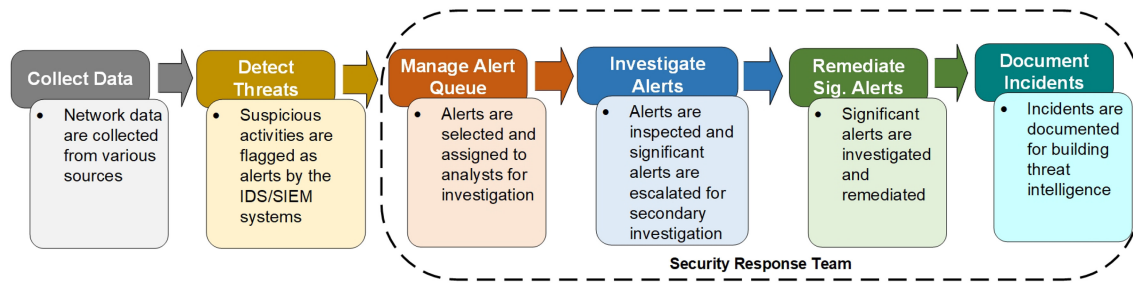 Collect Data
• Network data
are collected
from various
sources
Detect
Threats
• Suspicious
activities are
flagged as
alerts by the
IDS/SIEM
systems
Manage Alert
Queue
• Alerts are
selected and
assigned to
analysts for
investigation
Investigate
Alerts
• Alerts are
inspected and
significant
alerts are
escalated for
secondary
investigation
Remediate
Sig. Alerts
• Significant
alerts are
investigated
and
remediated
Document
Incidents
• Incidents are
documented
for building
threat
intelligence
Security Response Team